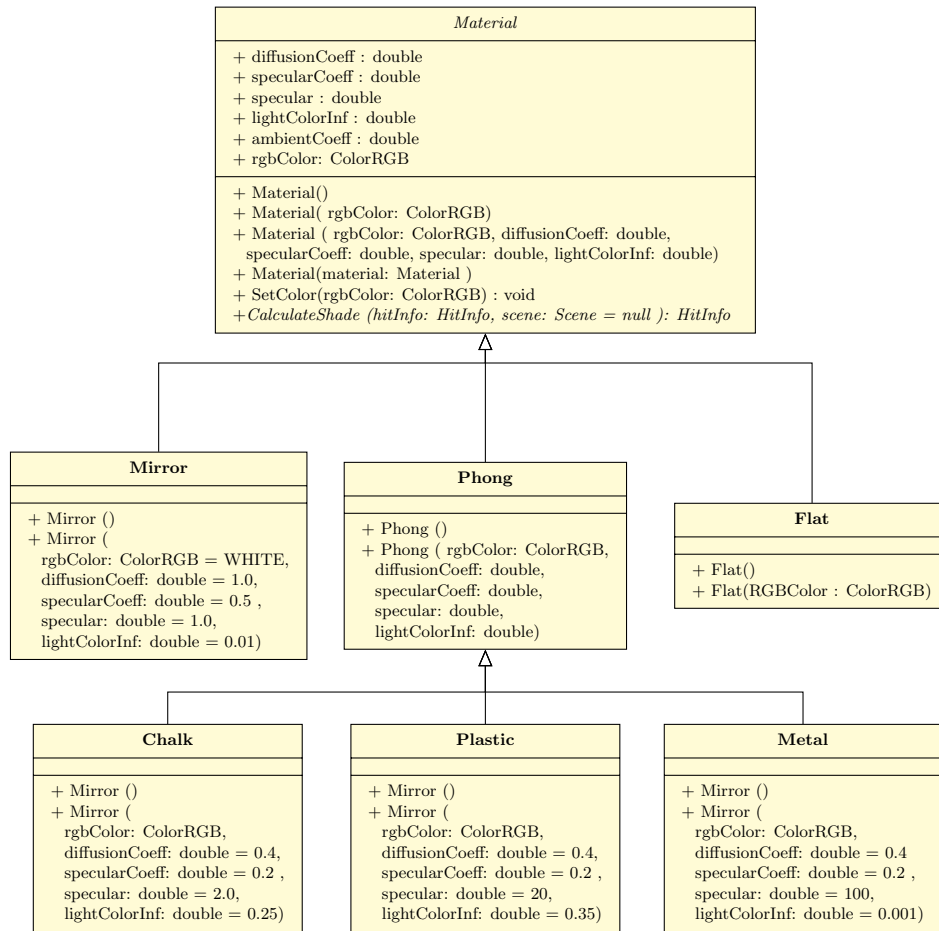 Material
+ diffusionCoeff : double
+ specularCoeff : double
+ specular : double
+ lightColorInf : double
+ ambientCoeff : double
+ rgbColor: ColorRGB
+ Material()
+ Material( rgbColor: ColorRGB)
+ Material ( rgbColor: ColorRGB, diffusionCoeff: double,
specularCoeff: double, specular: double, lightColorInf: double)
+ Material(material: Material )
+ SetColor(rgbColor: ColorRGB) : void
+CalculateShade (hitInfo: HitInfo, scene: Scene = null ): HitInfo
Mirror
+ Mirror ()
+ Mirror (
rgbColor: ColorRGB = WHITE,
diffusionCoeff: double = 1.0,
specularCoeff: double = 0.5 ,
specular: double = 1.0,
lightColorInf: double = 0.01)
Phong
+ Phong ()
+ Phong ( rgbColor: ColorRGB,
diffusionCoeff: double,
specularCoeff: double,
specular: double,
lightColorInf: double)
Flat
+ Flat()
+ Flat(RGBColor : ColorRGB)
Chalk
+ Mirror ()
+ Mirror (
rgbColor: ColorRGB,
diffusionCoeff: double = 0.4,
specularCoeff: double = 0.2 ,
specular: double = 2.0,
lightColorInf: double = 0.25)
Plastic
+ Mirror ()
+ Mirror (
rgbColor: ColorRGB,
diffusionCoeff: double = 0.4,
specularCoeff: double = 0.2 ,
specular: double = 20,
lightColorInf: double = 0.35)
Metal
+ Mirror ()
+ Mirror (
rgbColor: ColorRGB,
diffusionCoeff: double = 0.4
specularCoeff: double = 0.2 ,
specular: double = 100,
lightColorInf: double = 0.001)